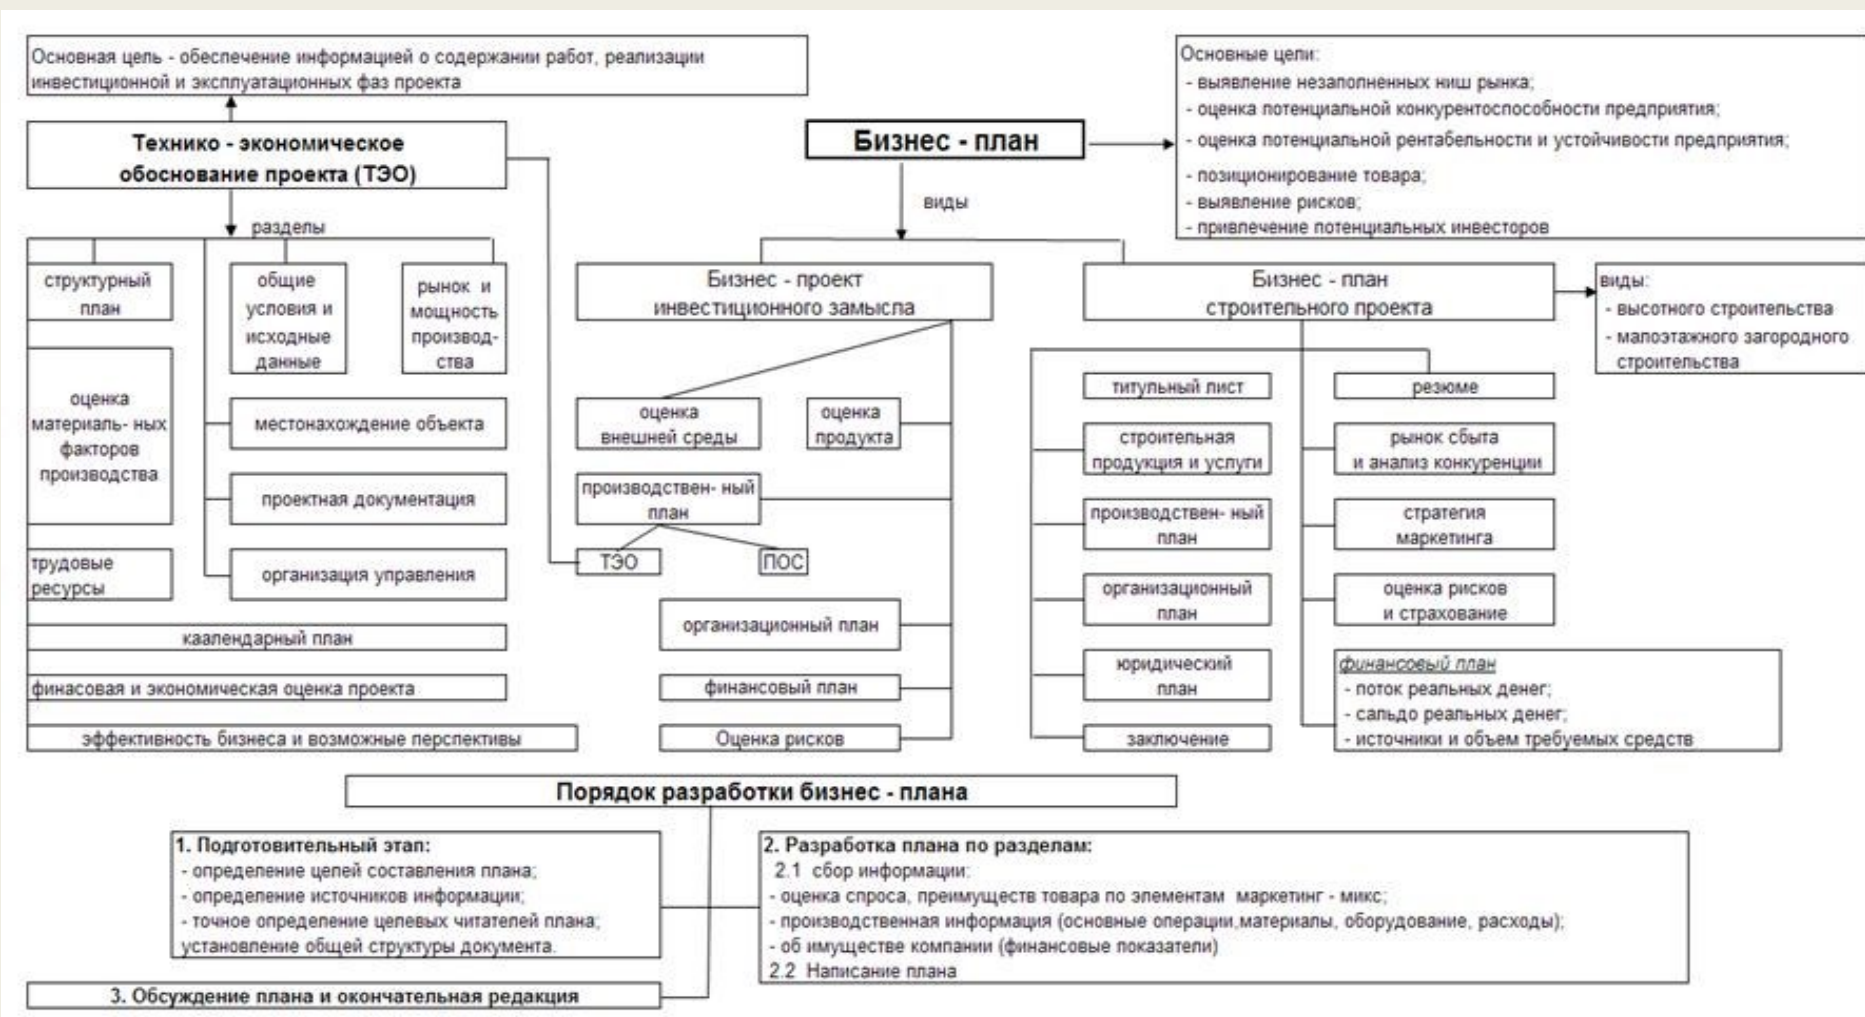 Основная цель - обеспечение информацией о содержании работ, реализации
инвестиционной и эксплуатационных фаз проекта
Технико - экономическое
обоснование проекта (ТЭО)
разделы
структурный
план
общие
условия и
исходные
данные
рынок и
мощность
производ-
ства
оценка
материаль- ных
факторов
производства
местонахождение объекта
проектная документация
трудовые
ресурсы
организация управления
каалендарный план
финасовая и экономическая оценка проекта
эффективность бизнеса и возможные перспективы
Бизнес - план
виды
Основные цели:
- выявление незаполненных ниш рынка;
- оценка потенциальной конкурентоспособности предприятия;
- оценка потенциальной рентабельности и устойчивости предприятия;
- позиционирование товара;
- выявление рисков;
- привлечение потенциальных инвесторов
Бизнес - проект
инвестиционного замысла
оценка
внешней среды
оценка
продукта
производствен- ный
план
ТЭО
ПОС
организационный план
финансовый план
Оценка рисков
Бизнес - план
строительного проекта
виды:
- высотного строительства
- малоэтажного загородного
строительства
титульный лист
резюме
строительная
продукция и услуги
рынок сбыта
и анализ конкуренции
производствен- ный
план
стратегия
маркетинга
организационный
план
оценка рисков
и страхование
юридический
план
финансовый план
- поток реальных денег;
- сальдо реальных денег;
- источники и объем требуемых средств
заключение
Порядок разработки бизнес - плана
1. Подготовительный этап:
- определение целей составления плана;
- определение источников информации;
- точное определение целевых читателей плана;
установление общей структуры документа.
2. Разработка плана по разделам:
2.1 сбор информации:
- оценка спроса, преимуществ товара по элементам маркетинг - микс;
- производственная информация (основные операции,материалы, оборудование, расходы);
- об имуществе компании (финансовые показатели)
2.2 Написание плана
3. Обсуждение плана и окончательная редакция